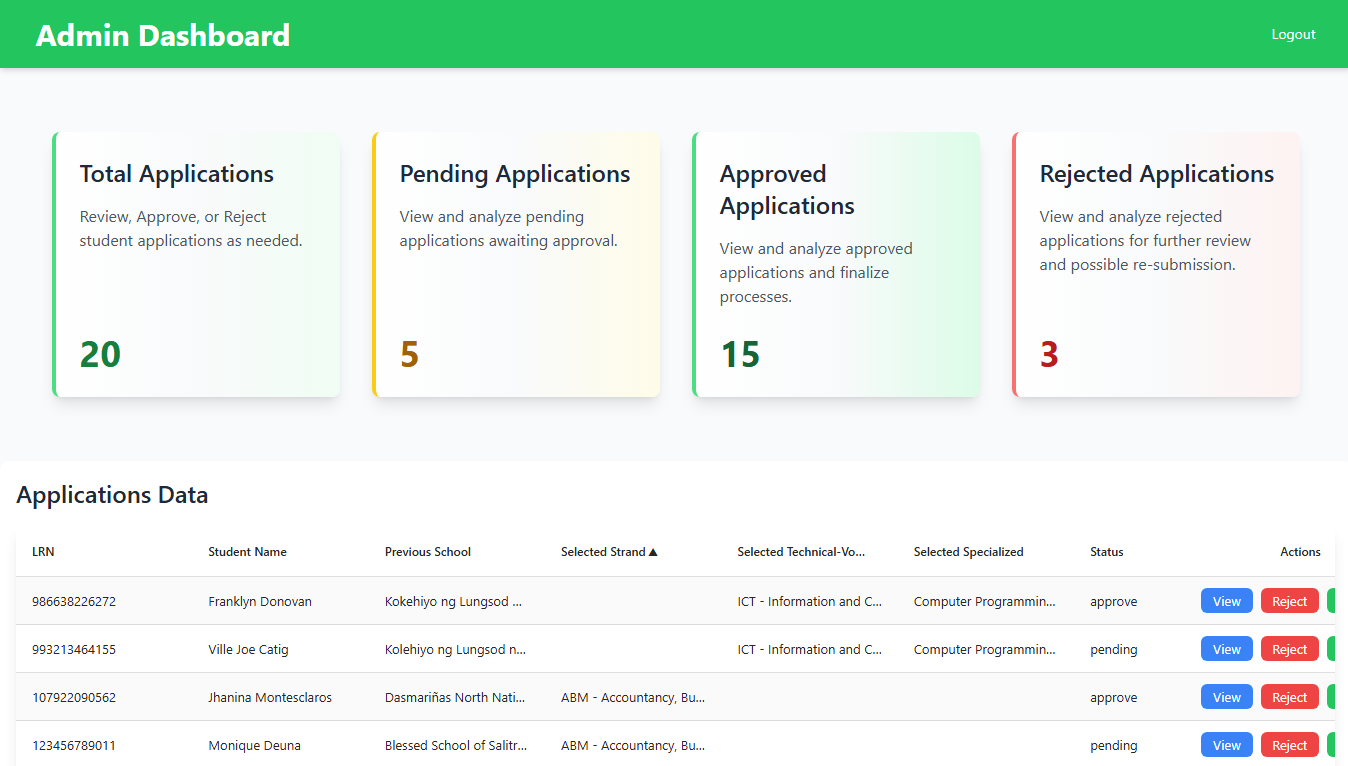 Admin Dashboard
Logout
Total Applications
Review, Approve, or Reject
student applications as needed.
20
Pending Applications
View and analyze pending
applications awaiting approval.
5
Approved
Applications
View and analyze approved
applications and finalize
processes.
15
Rejected Applications
View and analyze rejected
applications for further review
and possible re-submission.
3
Applications Data
LRN Student Name Previous School Selected Strand ▲ Selected Technical-Vo... Selected Specialized Status Actions
986638226272 Franklyn Donovan Kokehiyo ng Lungsod ... ICT - Information and C... Computer Programmin... approve View Reject
993213464155 Ville Joe Catig Kolehiyo ng Lungsod n... ICT - Information and C... Computer Programmin... pending View Reject
107922090562 Jhanina Montesclaros Dasmariñas North Nati... ABM - Accountancy, Bu... approve View Reject
123456789011 Monique Deuna Blessed School of Salitr... ABM - Accountancy, Bu... pending View Reject